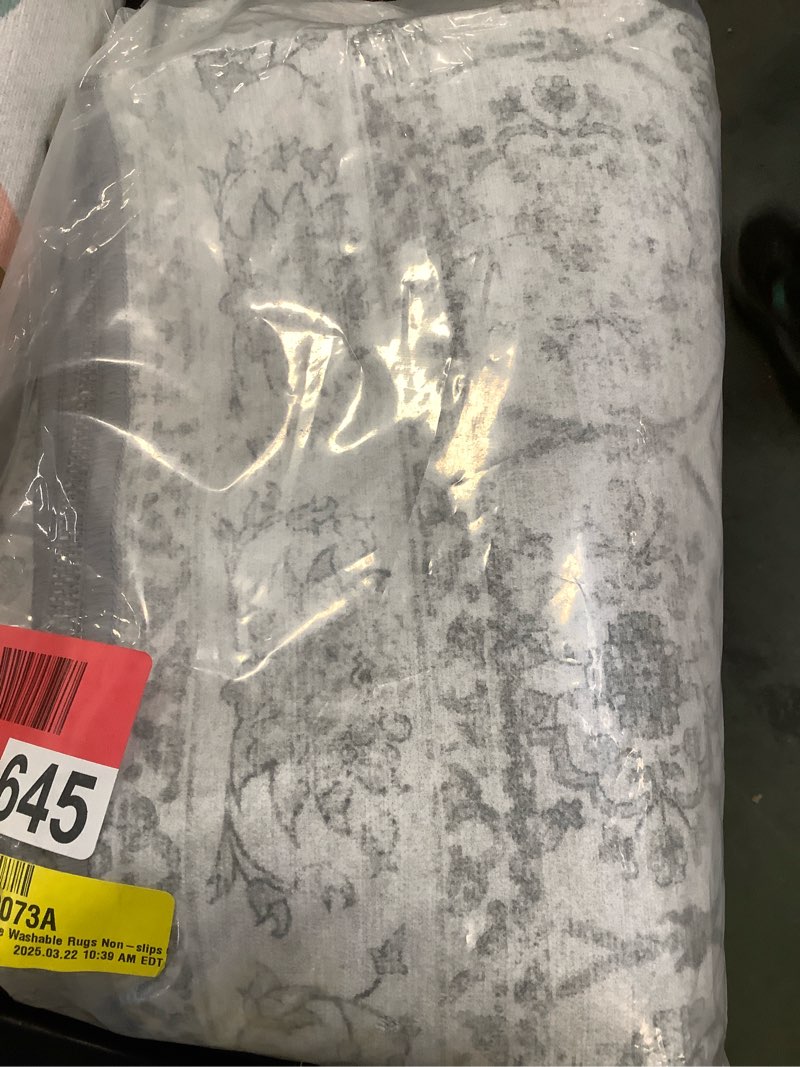 645
073A
Washable Rugs Non-slips
2025.03.22 10:39 AM EDT